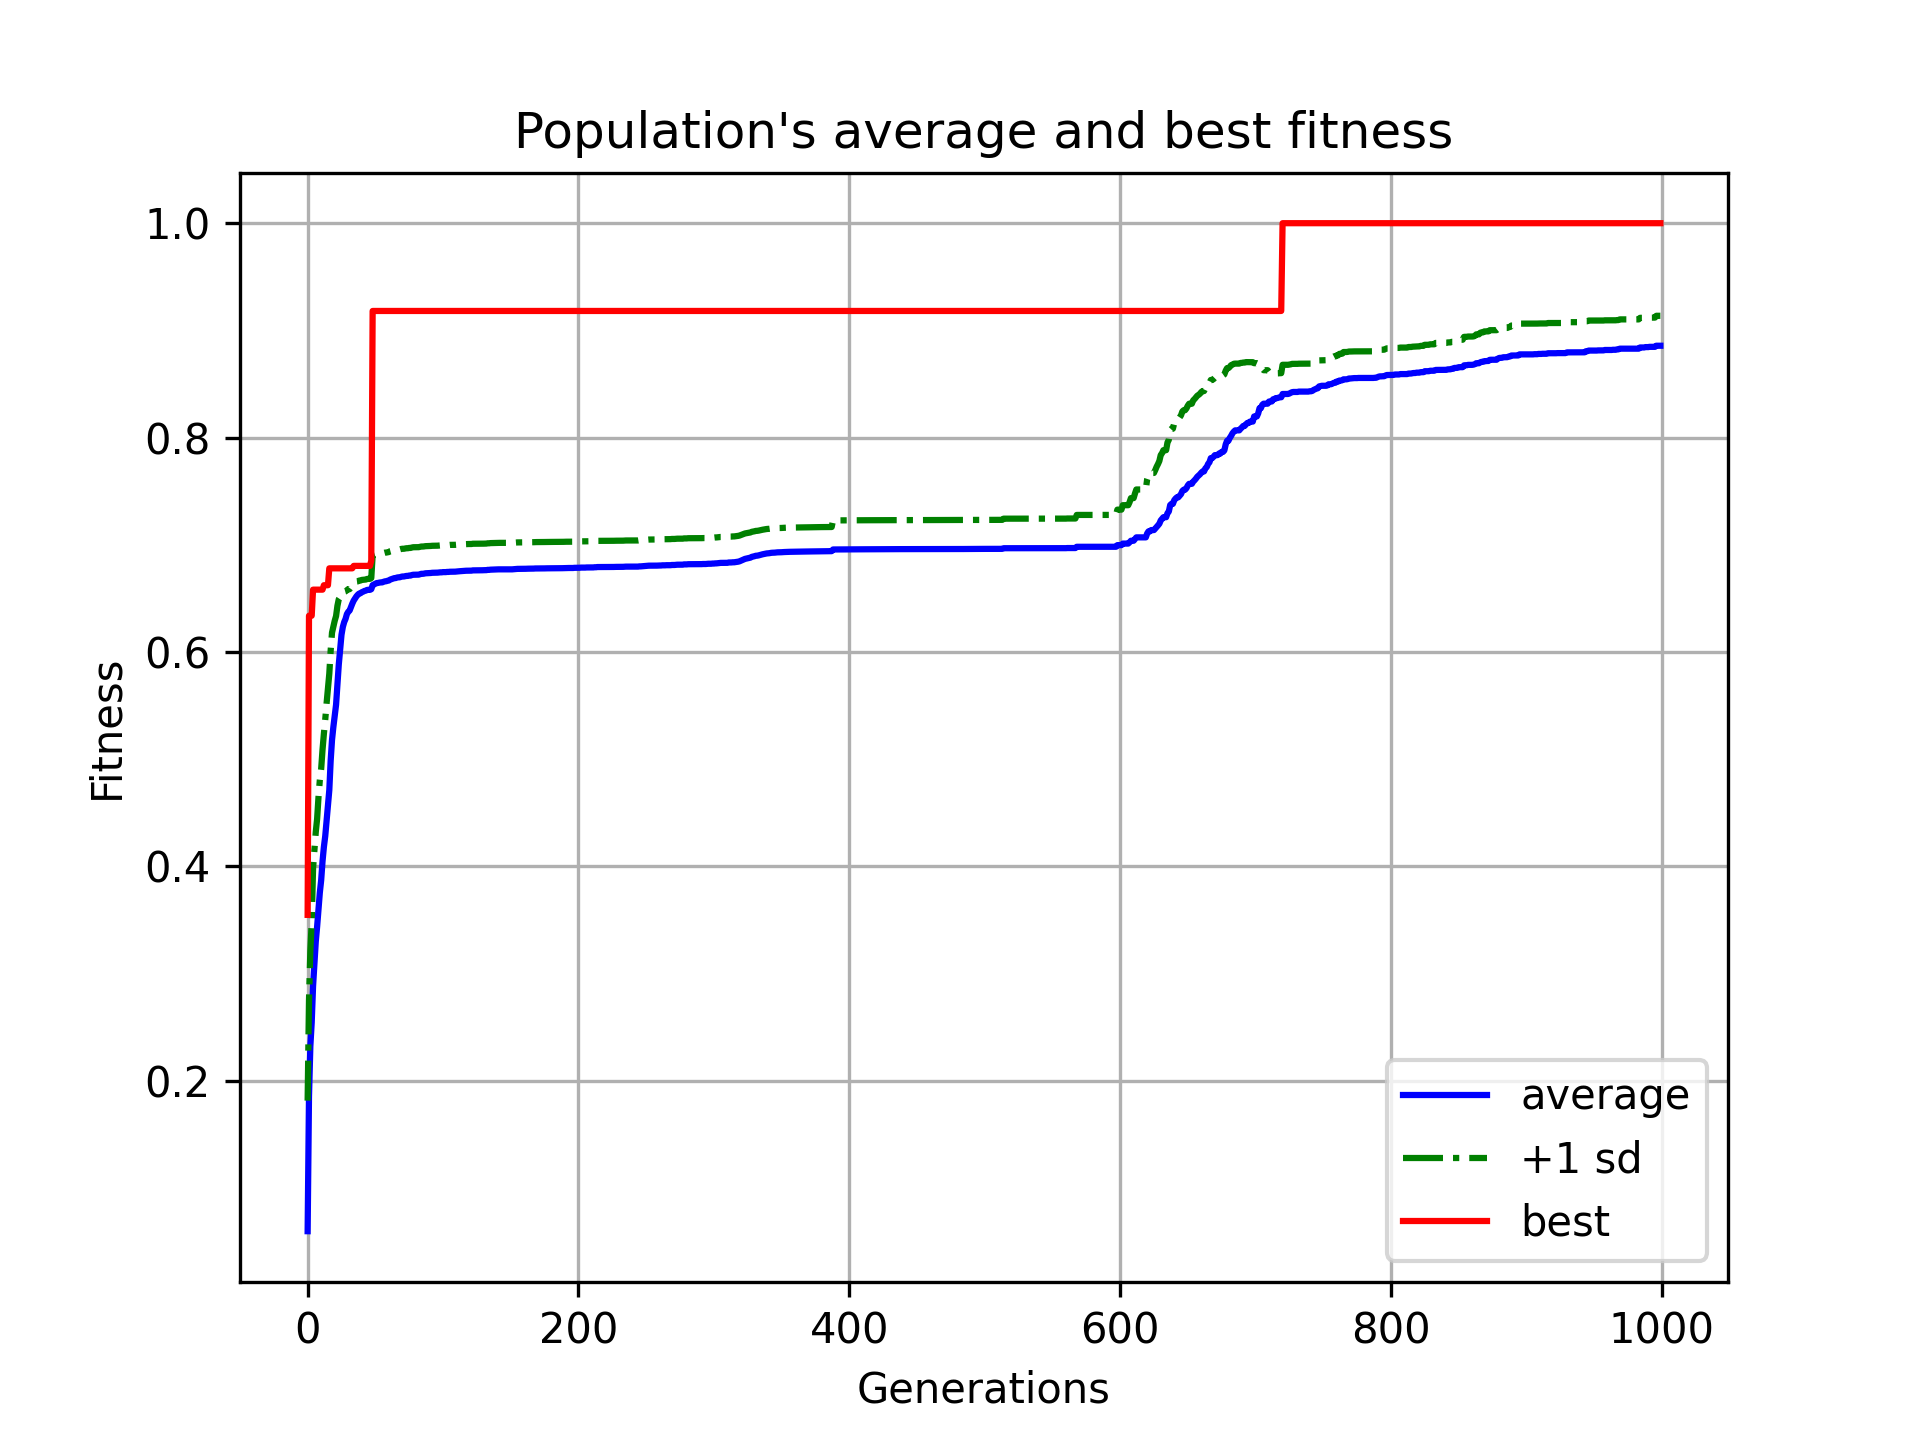 Population's average and best fitness
1.0
0.8
0.6
0.4
0.2
Fitness
0 200 400 600 800 1000
Generations
average
+1 sd
best